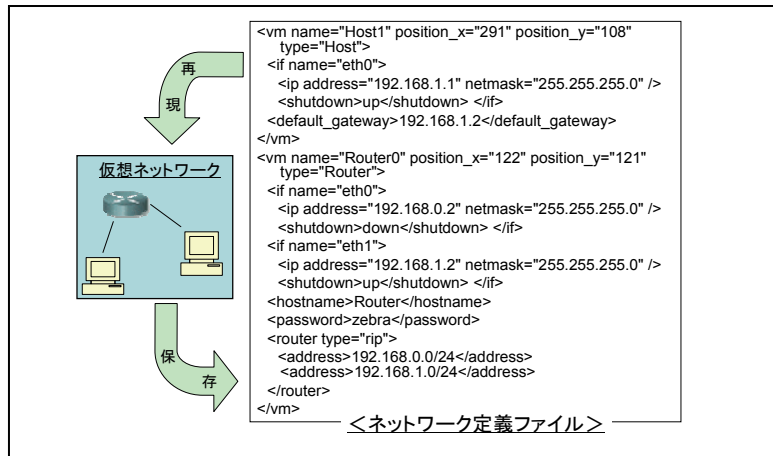 再
現
仮想ネットワーク
保
存
<vm name="Host1" position_x="291" position_y="108"
type="Host">
<if name="eth0">
<ip address="192.168.1.1" netmask="255.255.255.0" />
<shutdown>up</shutdown> </if>
<default_gateway>192.168.1.2</default_gateway>
</vm>
<vm name="Router0" position_x="122" position_y="121"
type="Router">
<if name="eth0">
<ip address="192.168.0.2" netmask="255.255.255.0" />
<shutdown>down</shutdown> </if>
<if name="eth1">
<ip address="192.168.1.2" netmask="255.255.255.0" />
<shutdown>up</shutdown> </if>
<hostname>Router</hostname>
<password>zebra</password>
<router type="rip">
<address>192.168.0.0/24</address>
<address>192.168.1.0/24</address>
</router>
</vm>
＜ネットワーク定義ファイル＞